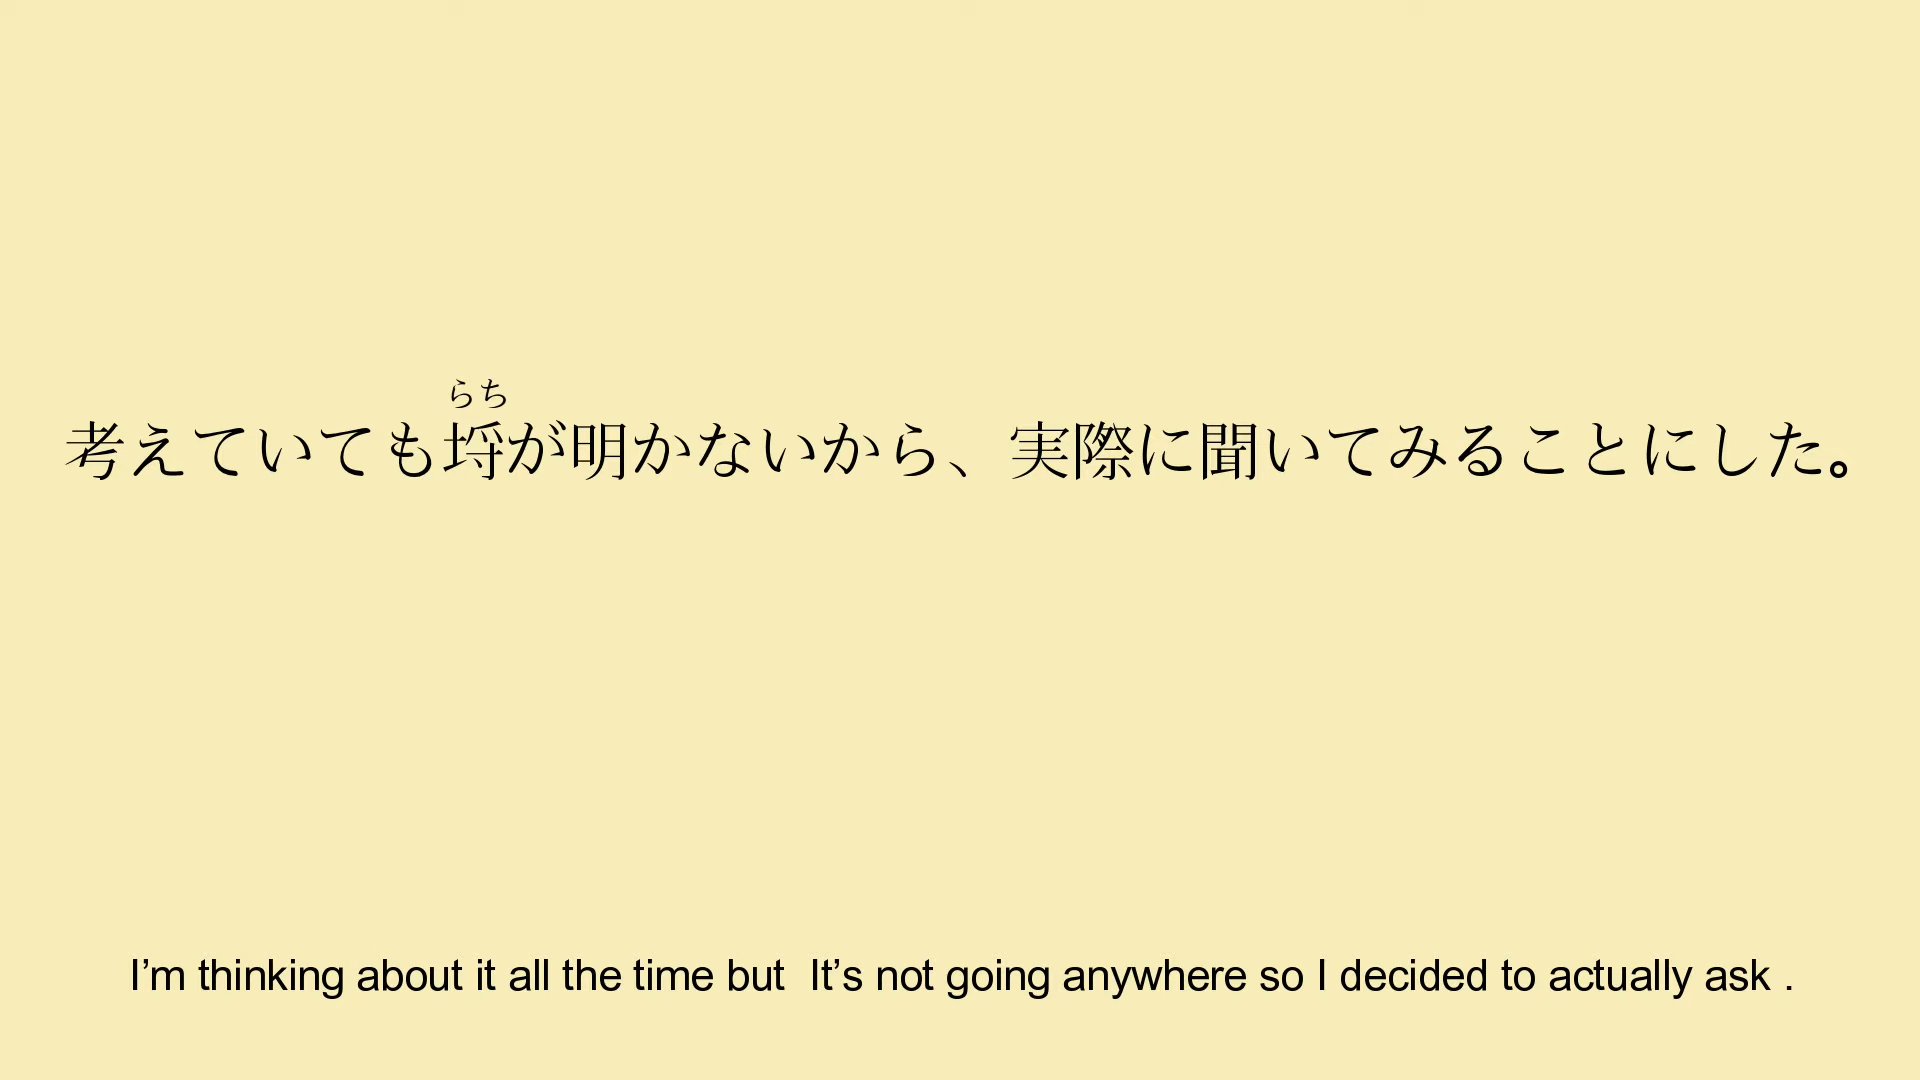 らち
考えていても埒が明かないから、実際に聞いてみることにした。
I’m thinking about it all the time but  It’s not going anywhere so I decided to actually ask .